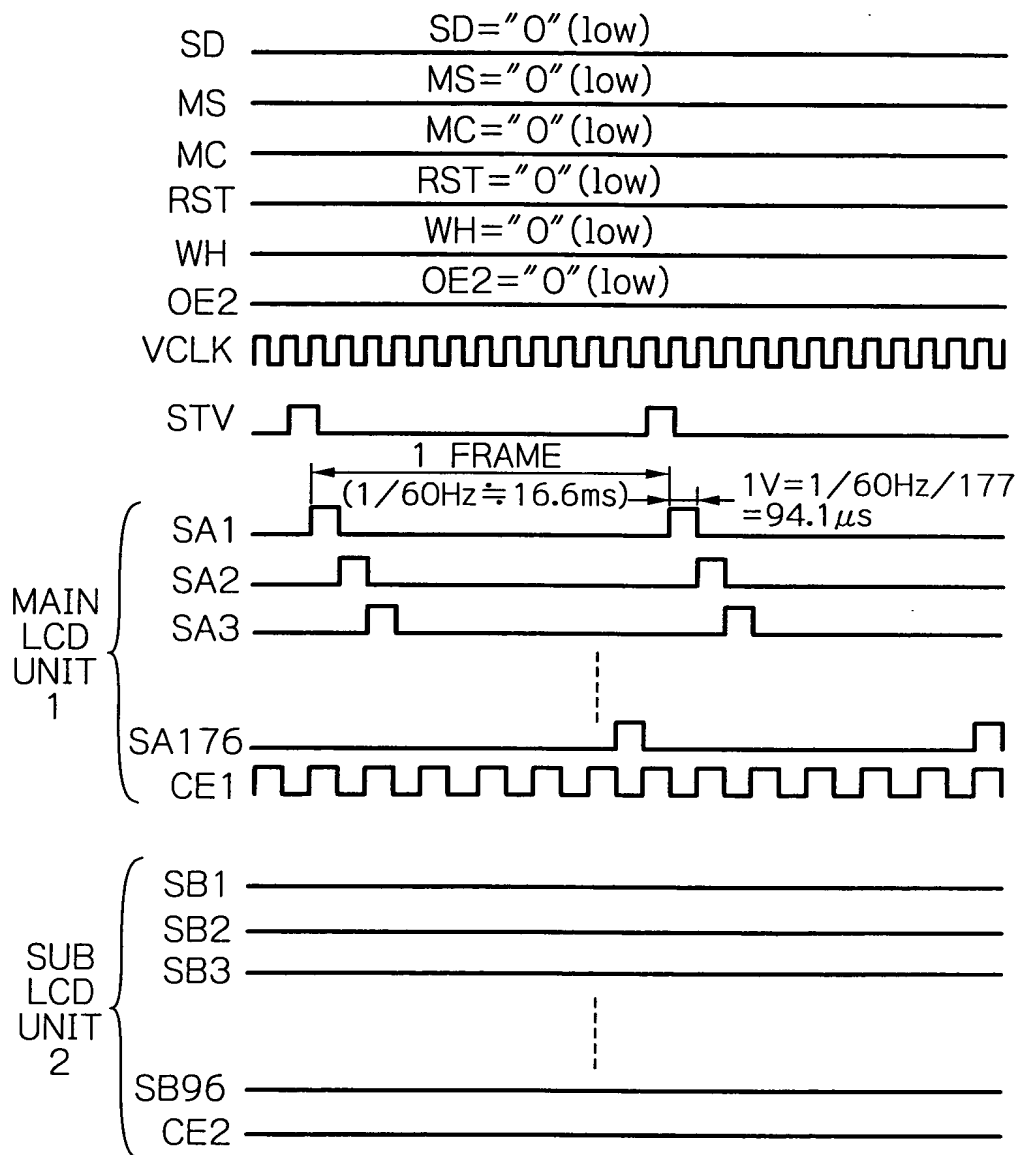 SD SD="0"(low)
MS MS="0"(low)
MC MC="0"(low)
RST RST="0"(low)
WH WH="0"(low)
OE2 OE2="0"(low)
VCLK
STV
1 FRAME
(1/60Hz≒16.6ms)
1V=1/60Hz/177
=94.1μs
MAIN
LCD
UNIT
1
SA1
SA2
SA3
SA176
CE1
SUB
LCD
UNIT
2
SB1
SB2
SB3
SB96
CE2